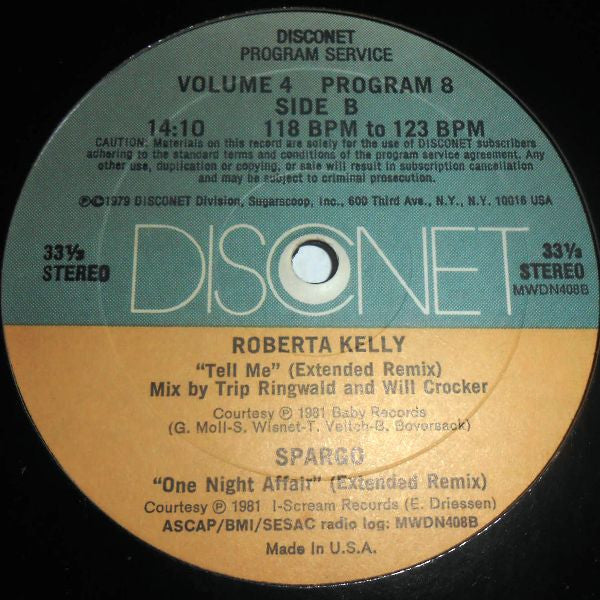 DISCONET
PROGRAM SERVICE
VOLUME 4 PROGRAM 8
SIDE B
14:10 118 BPM to 123 BPM
CAUTION: Materials on this record are solely for the use of DISCONET subscribers
adhering to the standard terms and conditions of the program service agreement. Any
other use, duplication or copying, or sale will result in subscription cancellation
and may be subject to criminal prosecution.
Ⓟ©1979 DISCONET Division, Sugarscoop, Inc., 600 Third Ave., N.Y., N.Y. 10016 USA
33⅓ STEREO
DISCONET
33⅓ STEREO
MWDN408B
ROBERTA KELLY
“Tell Me” (Extended Remix)
Mix by Trip Ringwald and Will Crocker
Courtesy Ⓟ 1981 Baby Records
(G. Moll-S. Wisnet-T. Veitch-B. Boversack)
SPARGO
“One Night Affair” (Extended Remix)
Courtesy Ⓟ 1981 I-Scream Records (E. Driessen)
ASCAP/BMI/SESAC radio log: MWDN408B
Made in U.S.A.